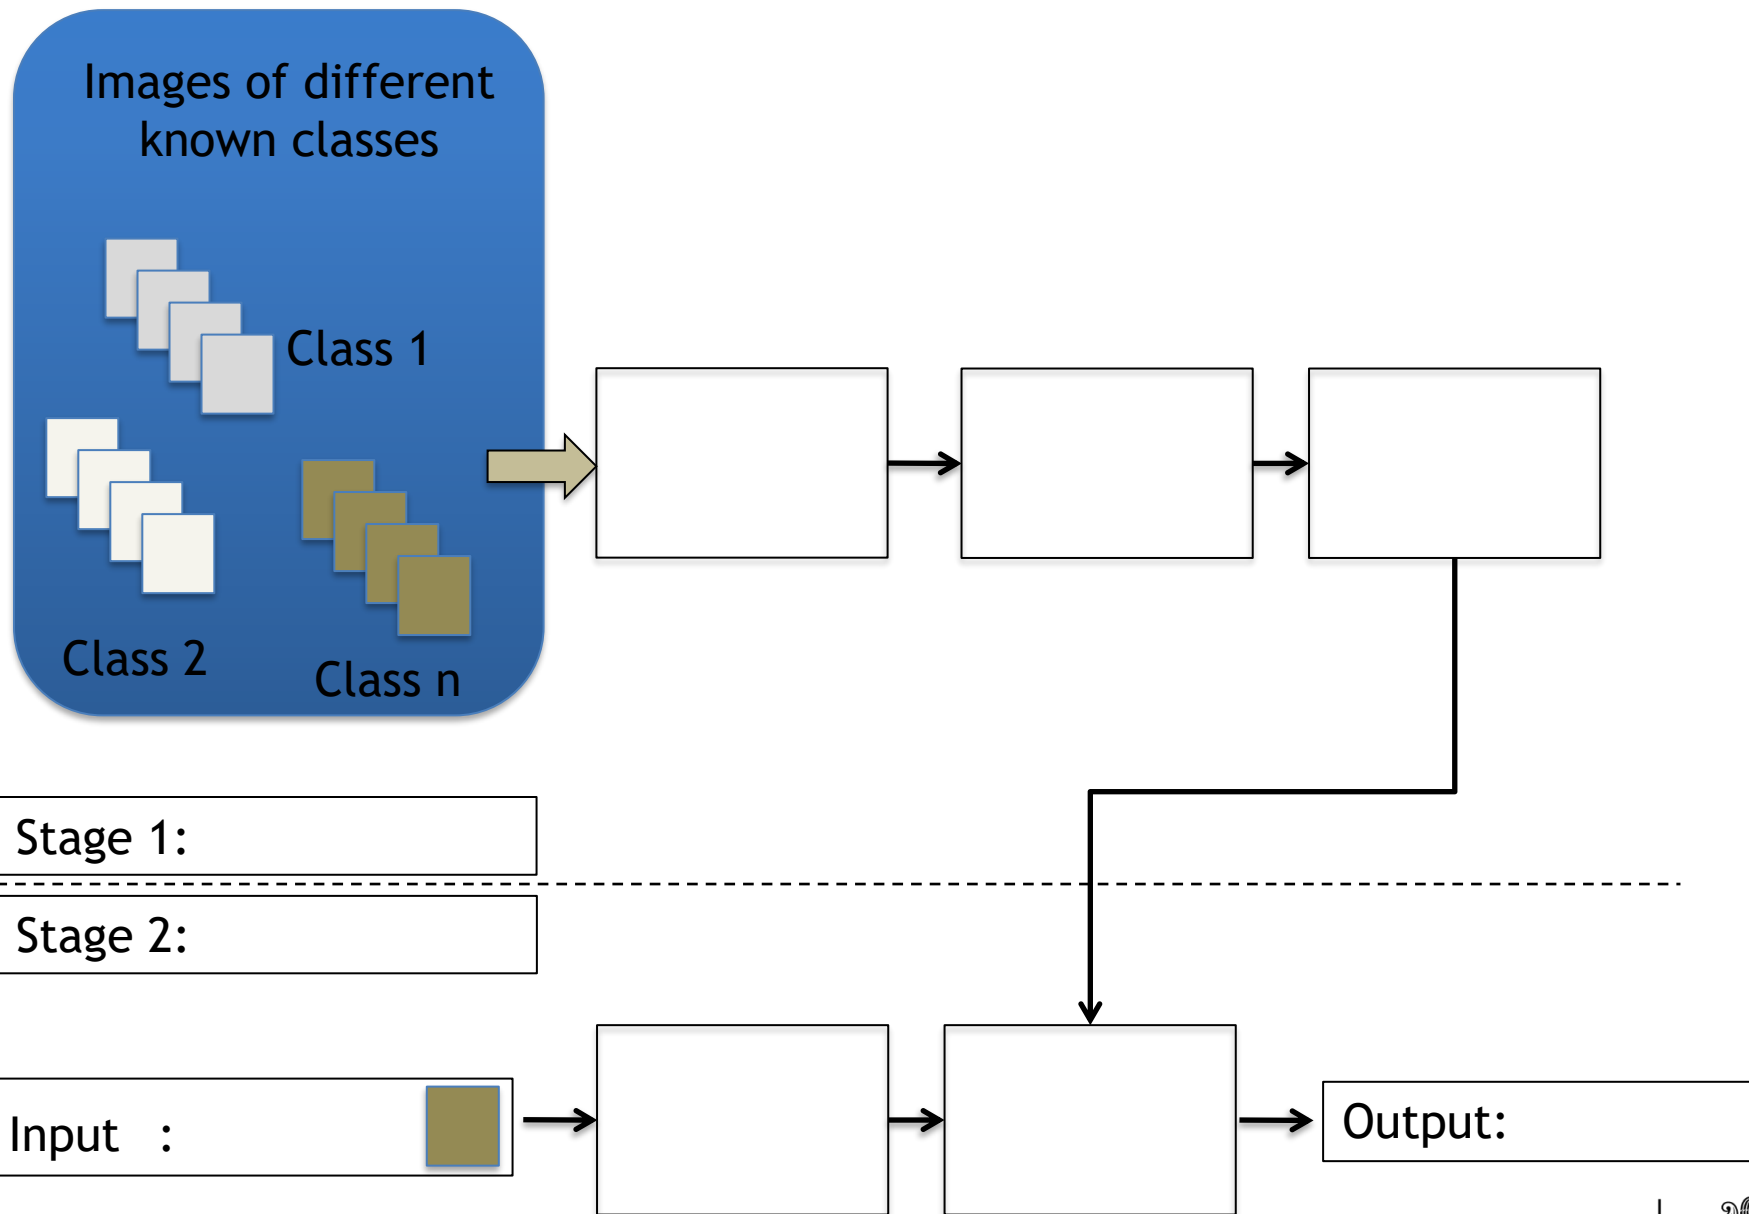 Images of different
known classes
Class 1
Class 2
Class n
Stage 1:
Stage 2:
Input :
Output: